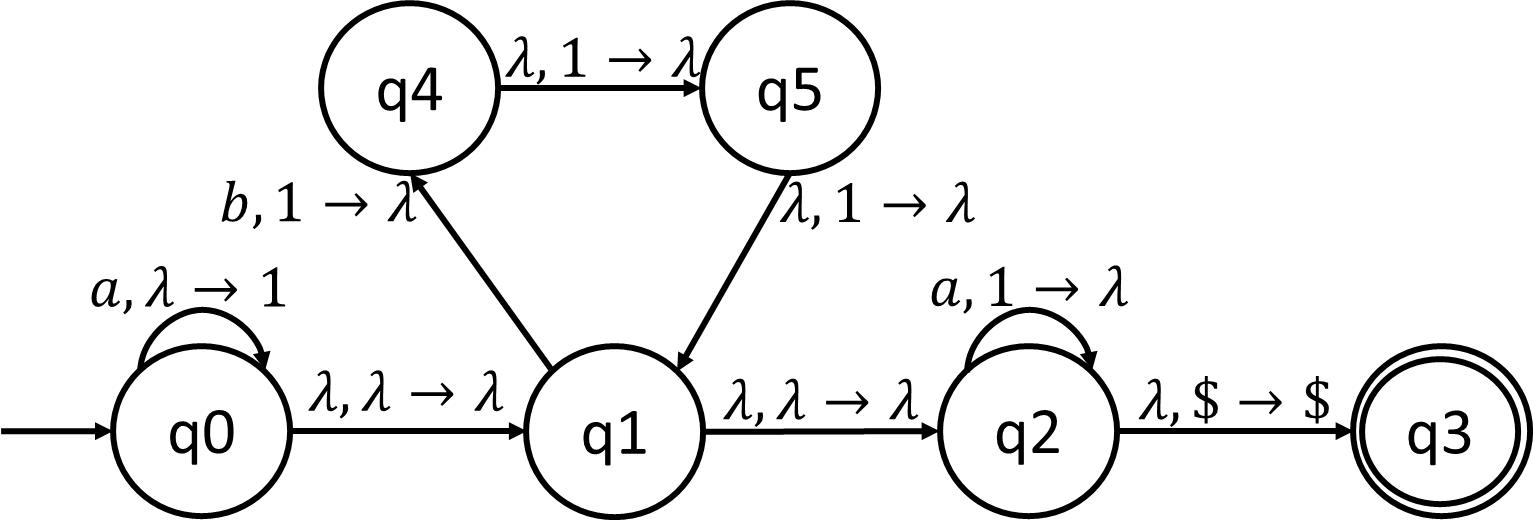 λ, 1 → λ
q4
q5
b, 1 → λ
λ, 1 → λ
a, λ → 1
a, 1 → λ
λ, λ → λ
λ, λ → λ
λ, $ → $
q0
q1
q2
q3